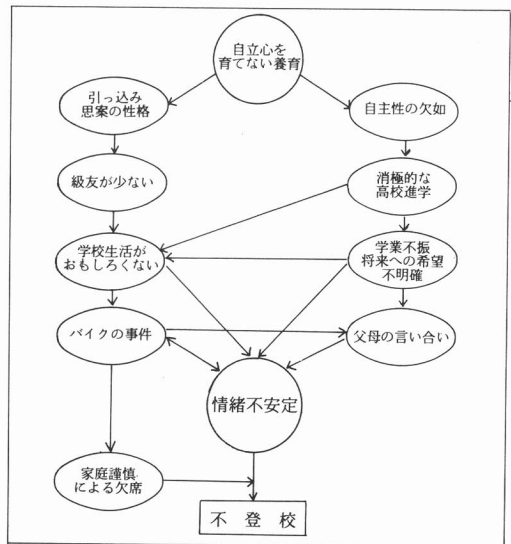 自立心を
育てない養育
引っ込み
思案の性格
自主性の欠如
級友が少ない
消極的な
高校進学
学校生活が
おもしろくない
学業不振
将来への希望
不明確
バイクの事件
父母の言い合い
情緒不安定
家庭謹慎
による欠席
不登校